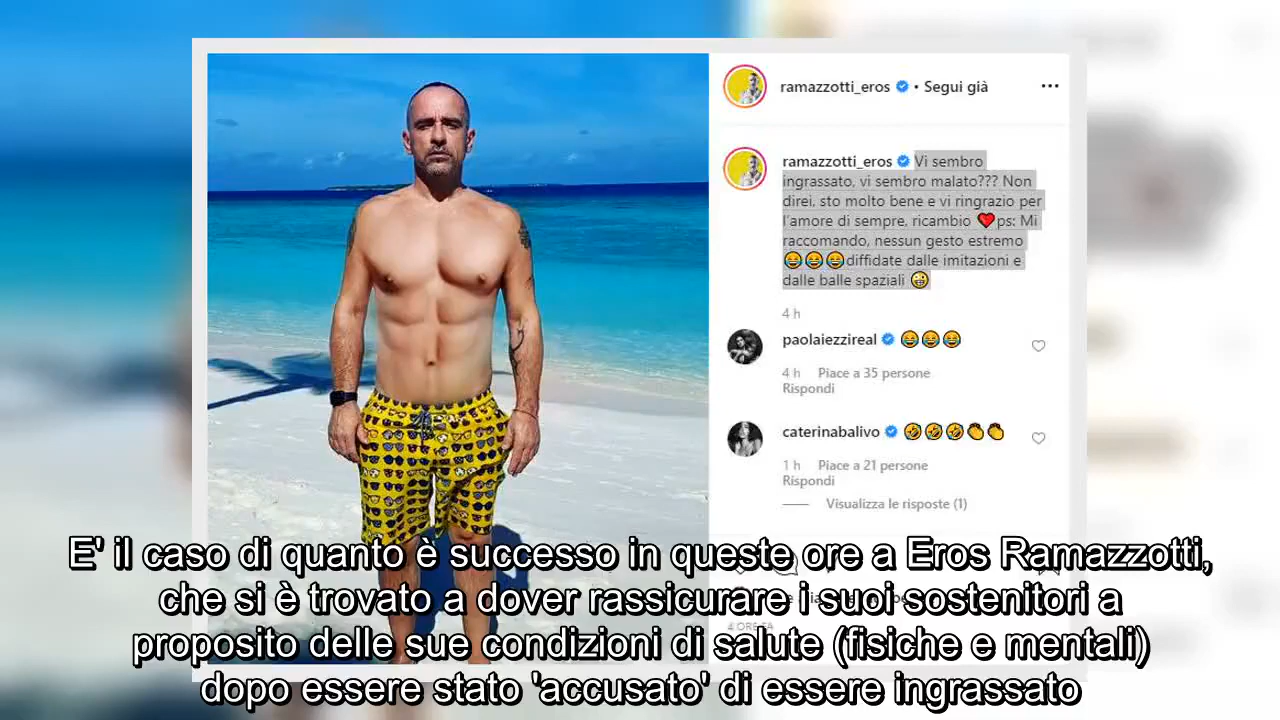 ramazzotti_eros • Segui già
ramazzotti_eros Vi sembro
ingrassato, vi sembro malato??? Non
direi, sto molto bene e vi ringrazio per
l'amore di sempre, ricambio ❤️ps: Mi
raccomando, nessun gesto estremo
😂😂😂diffidate dalle imitazioni e
dalle balle spaziali 🤪
4 h
paolaiezzireal 😂😂😂
4 h Piace a 35 persone
Rispondi
caterinabalivo 🤣🤣🤣👏👏
1 h Piace a 21 persone
Rispondi
Visualizza le risposte (1)
4 ORE FA
E' il caso di quanto è successo in queste ore a Eros Ramazzotti,
che si è trovato a dover rassicurare i suoi sostenitori a
proposito delle sue condizioni di salute (fisiche e mentali)
dopo essere stato 'accusato' di essere ingrassato